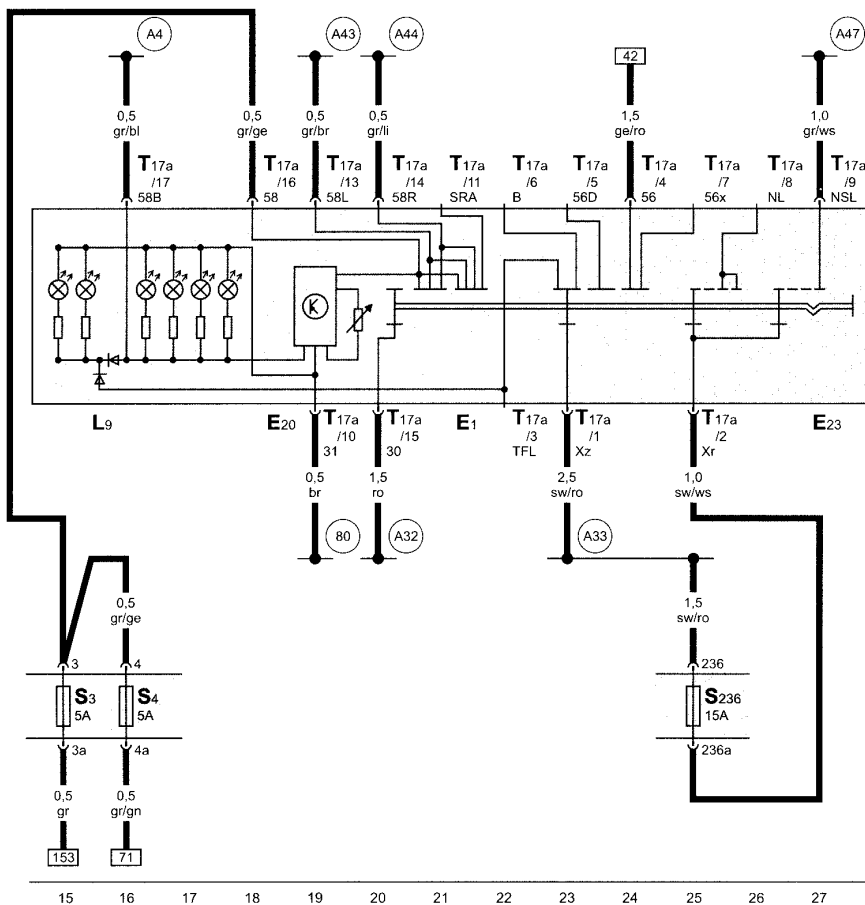 A4 A43 A44 42 A47
0,5 0,5 0,5 0,5 1,5 1,0
gr/bl gr/ge gr/br gr/li ge/ro gr/ws
T17a T17a T17a T17a T17a T17a T17a T17a T17a T17a T17a
/17 /16 /13 /14 /11 /6 /5 /4 /7 /8 /9
58B 58 58L 58R SRA B 56D 56 56x NL NSL
K
L9 E20 T17a T17a E1 T17a T17a T17a E23
/10 /15 /3 /1 /2
31 30 TFL Xz Xr
0,5 1,5 2,5 1,0
br ro sw/ro sw/ws
80 A32 A33
0,5 1,5
gr/ge sw/ro
3 4 236
S3 S4 S236
5A 5A 15A
3a 4a 236a
0,5 0,5
gr gr/gn
153 71
15 16 17 18 19 20 21 22 23 24 25 26 27